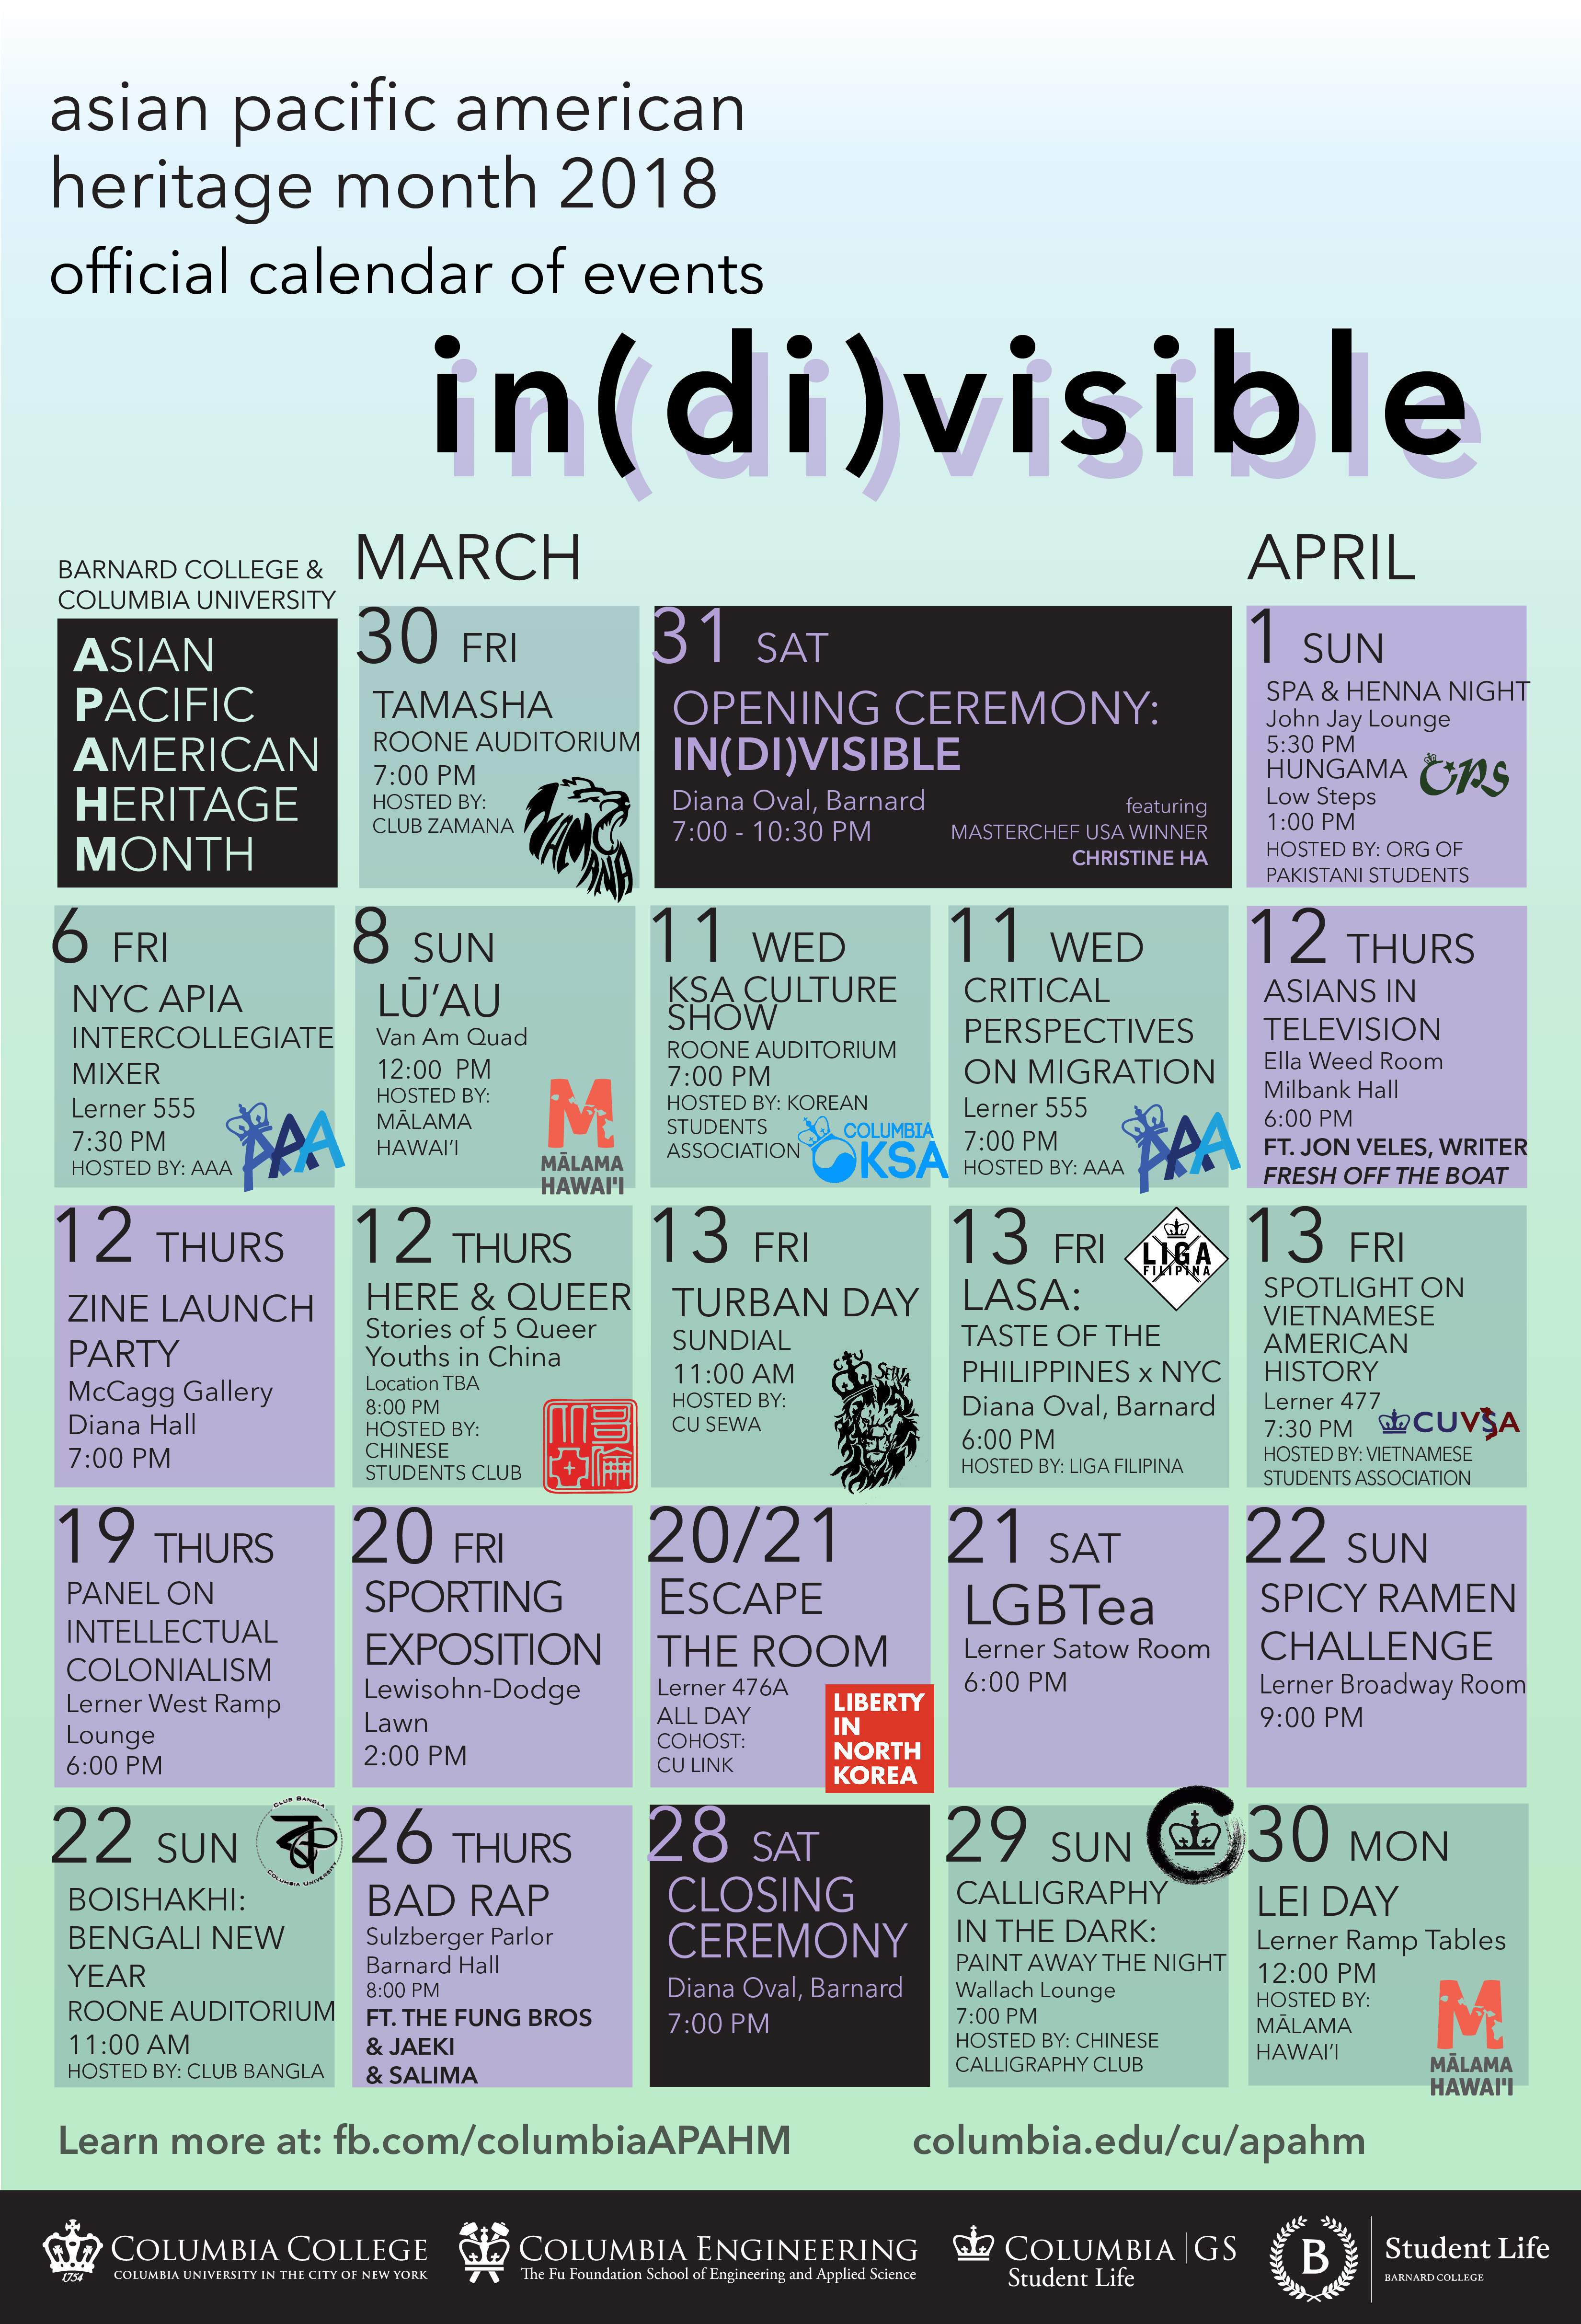 asian pacific american
heritage month 2018
official calendar of events
in(di)visible
BARNARD COLLEGE &
COLUMBIA UNIVERSITY
ASIAN
PACIFIC
AMERICAN
HERITAGE
MONTH
MARCH
30 FRI
TAMASHA
ROONE AUDITORIUM
7:00 PM
HOSTED BY:
CLUB ZAMANA
ZAMANA
31 SAT
OPENING CEREMONY:
IN(DI)VISIBLE
Diana Oval, Barnard
7:00 - 10:30 PM
featuring
MASTERCHEF USA WINNER
CHRISTINE HA
APRIL
1 SUN
SPA & HENNA NIGHT
John Jay Lounge
5:30 PM
HUNGAMA
Low Steps
1:00 PM
HOSTED BY: ORG OF
PAKISTANI STUDENTS
OPS
6 FRI
NYC APIA
INTERCOLLEGIATE
MIXER
Lerner 555
7:30 PM
HOSTED BY: AAA
AAA
8 SUN
LŪ'AU
Van Am Quad
12:00 PM
HOSTED BY:
MĀLAMA
HAWAI'I
M
MĀLAMA
HAWAI'I
11 WED
KSA CULTURE
SHOW
ROONE AUDITORIUM
7:00 PM
HOSTED BY: KOREAN
STUDENTS
ASSOCIATION
COLUMBIA
KSA
11 WED
CRITICAL
PERSPECTIVES
ON MIGRATION
Lerner 555
7:00 PM
HOSTED BY: AAA
AAA
12 THURS
ASIANS IN
TELEVISION
Ella Weed Room
Milbank Hall
6:00 PM
FT. JON VELES, WRITER
FRESH OFF THE BOAT
12 THURS
ZINE LAUNCH
PARTY
McCagg Gallery
Diana Hall
7:00 PM
12 THURS
HERE & QUEER
Stories of 5 Queer
Youths in China
Location TBA
8:00 PM
HOSTED BY:
CHINESE
STUDENTS CLUB
13 FRI
TURBAN DAY
SUNDIAL
11:00 AM
HOSTED BY:
CU SEWA
CU SEWA
13 FRI
LIGA
FILIPINA
LASA:
TASTE OF THE
PHILIPPINES x NYC
Diana Oval, Barnard
6:00 PM
HOSTED BY: LIGA FILIPINA
13 FRI
SPOTLIGHT ON
VIETNAMESE
AMERICAN
HISTORY
Lerner 477
7:30 PM
CUVSA
HOSTED BY: VIETNAMESE
STUDENTS ASSOCIATION
19 THURS
PANEL ON
INTELLECTUAL
COLONIALISM
Lerner West Ramp
Lounge
6:00 PM
20 FRI
SPORTING
EXPOSITION
Lewisohn-Dodge
Lawn
2:00 PM
20/21
ESCAPE
THE ROOM
Lerner 476A
ALL DAY
COHOST:
CU LINK
LIBERTY
IN
NORTH
KOREA
21 SAT
LGBTea
Lerner Satow Room
6:00 PM
22 SUN
SPICY RAMEN
CHALLENGE
Lerner Broadway Room
9:00 PM
22 SUN
CLUB BANGLA
COLUMBIA UNIVERSITY
BOISHAKHI:
BENGALI NEW
YEAR
ROONE AUDITORIUM
11:00 AM
HOSTED BY: CLUB BANGLA
26 THURS
BAD RAP
Sulzberger Parlor
Barnard Hall
8:00 PM
FT. THE FUNG BROS
& JAEKI
& SALIMA
28 SAT
CLOSING
CEREMONY
Diana Oval, Barnard
7:00 PM
29 SUN
CALLIGRAPHY
IN THE DARK:
PAINT AWAY THE NIGHT
Wallach Lounge
7:00 PM
HOSTED BY: CHINESE
CALLIGRAPHY CLUB
30 MON
LEI DAY
Lerner Ramp Tables
12:00 PM
HOSTED BY:
MĀLAMA
HAWAI'I
M
MĀLAMA
HAWAI'I
Learn more at: fb.com/columbiaAPAHM
columbia.edu/cu/apahm
1754
COLUMBIA COLLEGE
COLUMBIA UNIVERSITY IN THE CITY OF NEW YORK
COLUMBIA ENGINEERING
The Fu Foundation School of Engineering and Applied Science
COLUMBIA | GS
Student Life
B
Student Life
BARNARD COLLEGE